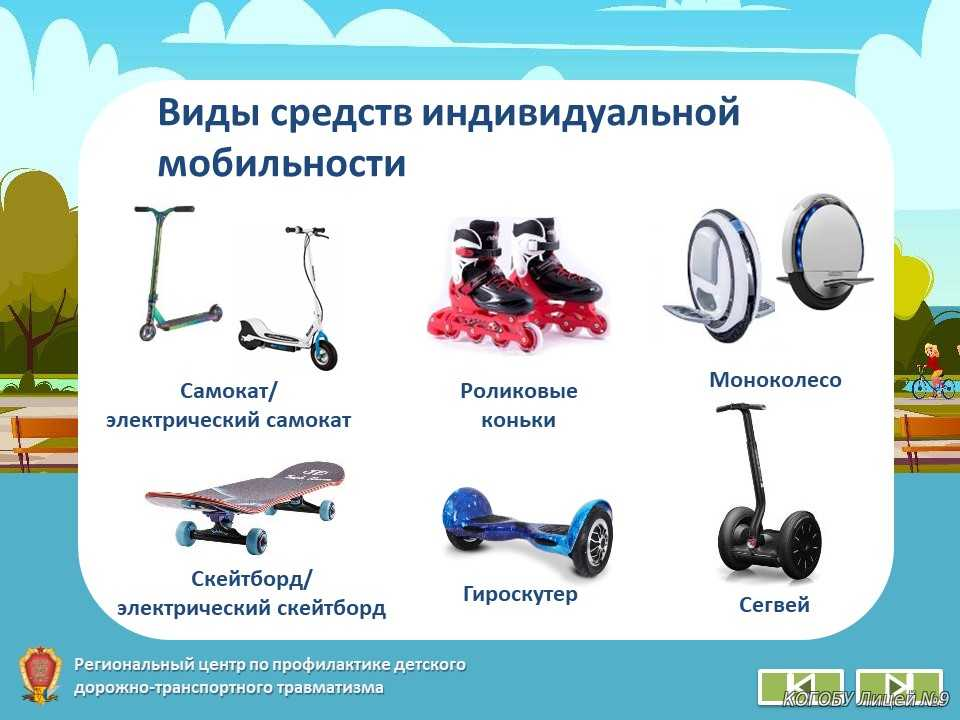 Виды средств индивидуальной
мобильности
Самокат/
электрический самокат
Роликовые
коньки
Моноколесо
Скейтборд/
электрический скейтборд
Гироскутер
Сегвей
Региональный центр по профилактике детского
дорожно-транспортного травматизма
КОГОБУ Лицей №9